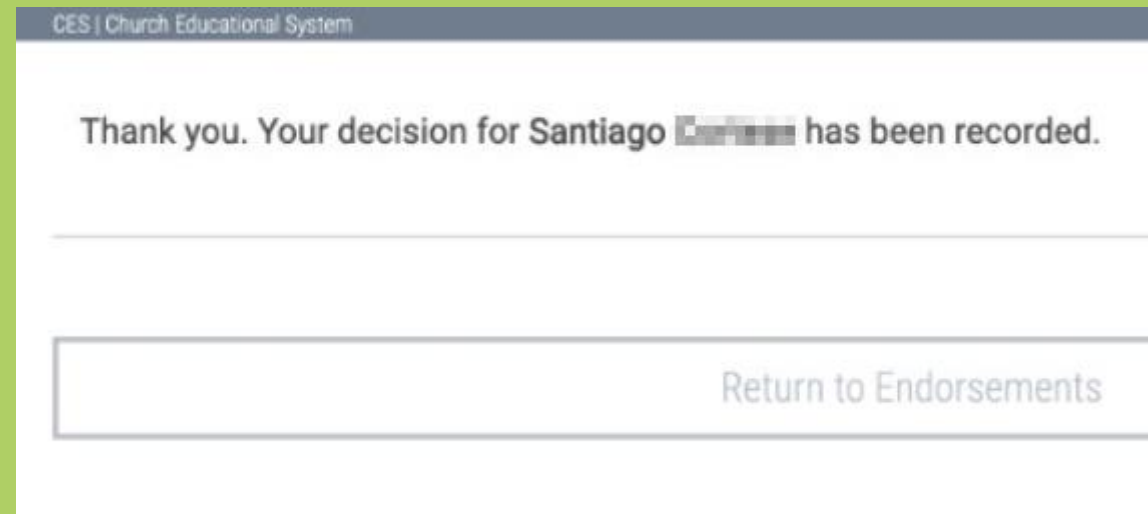 CES | Church Educational System
Thank you. Your decision for Santiago has been recorded.
Return to Endorsements